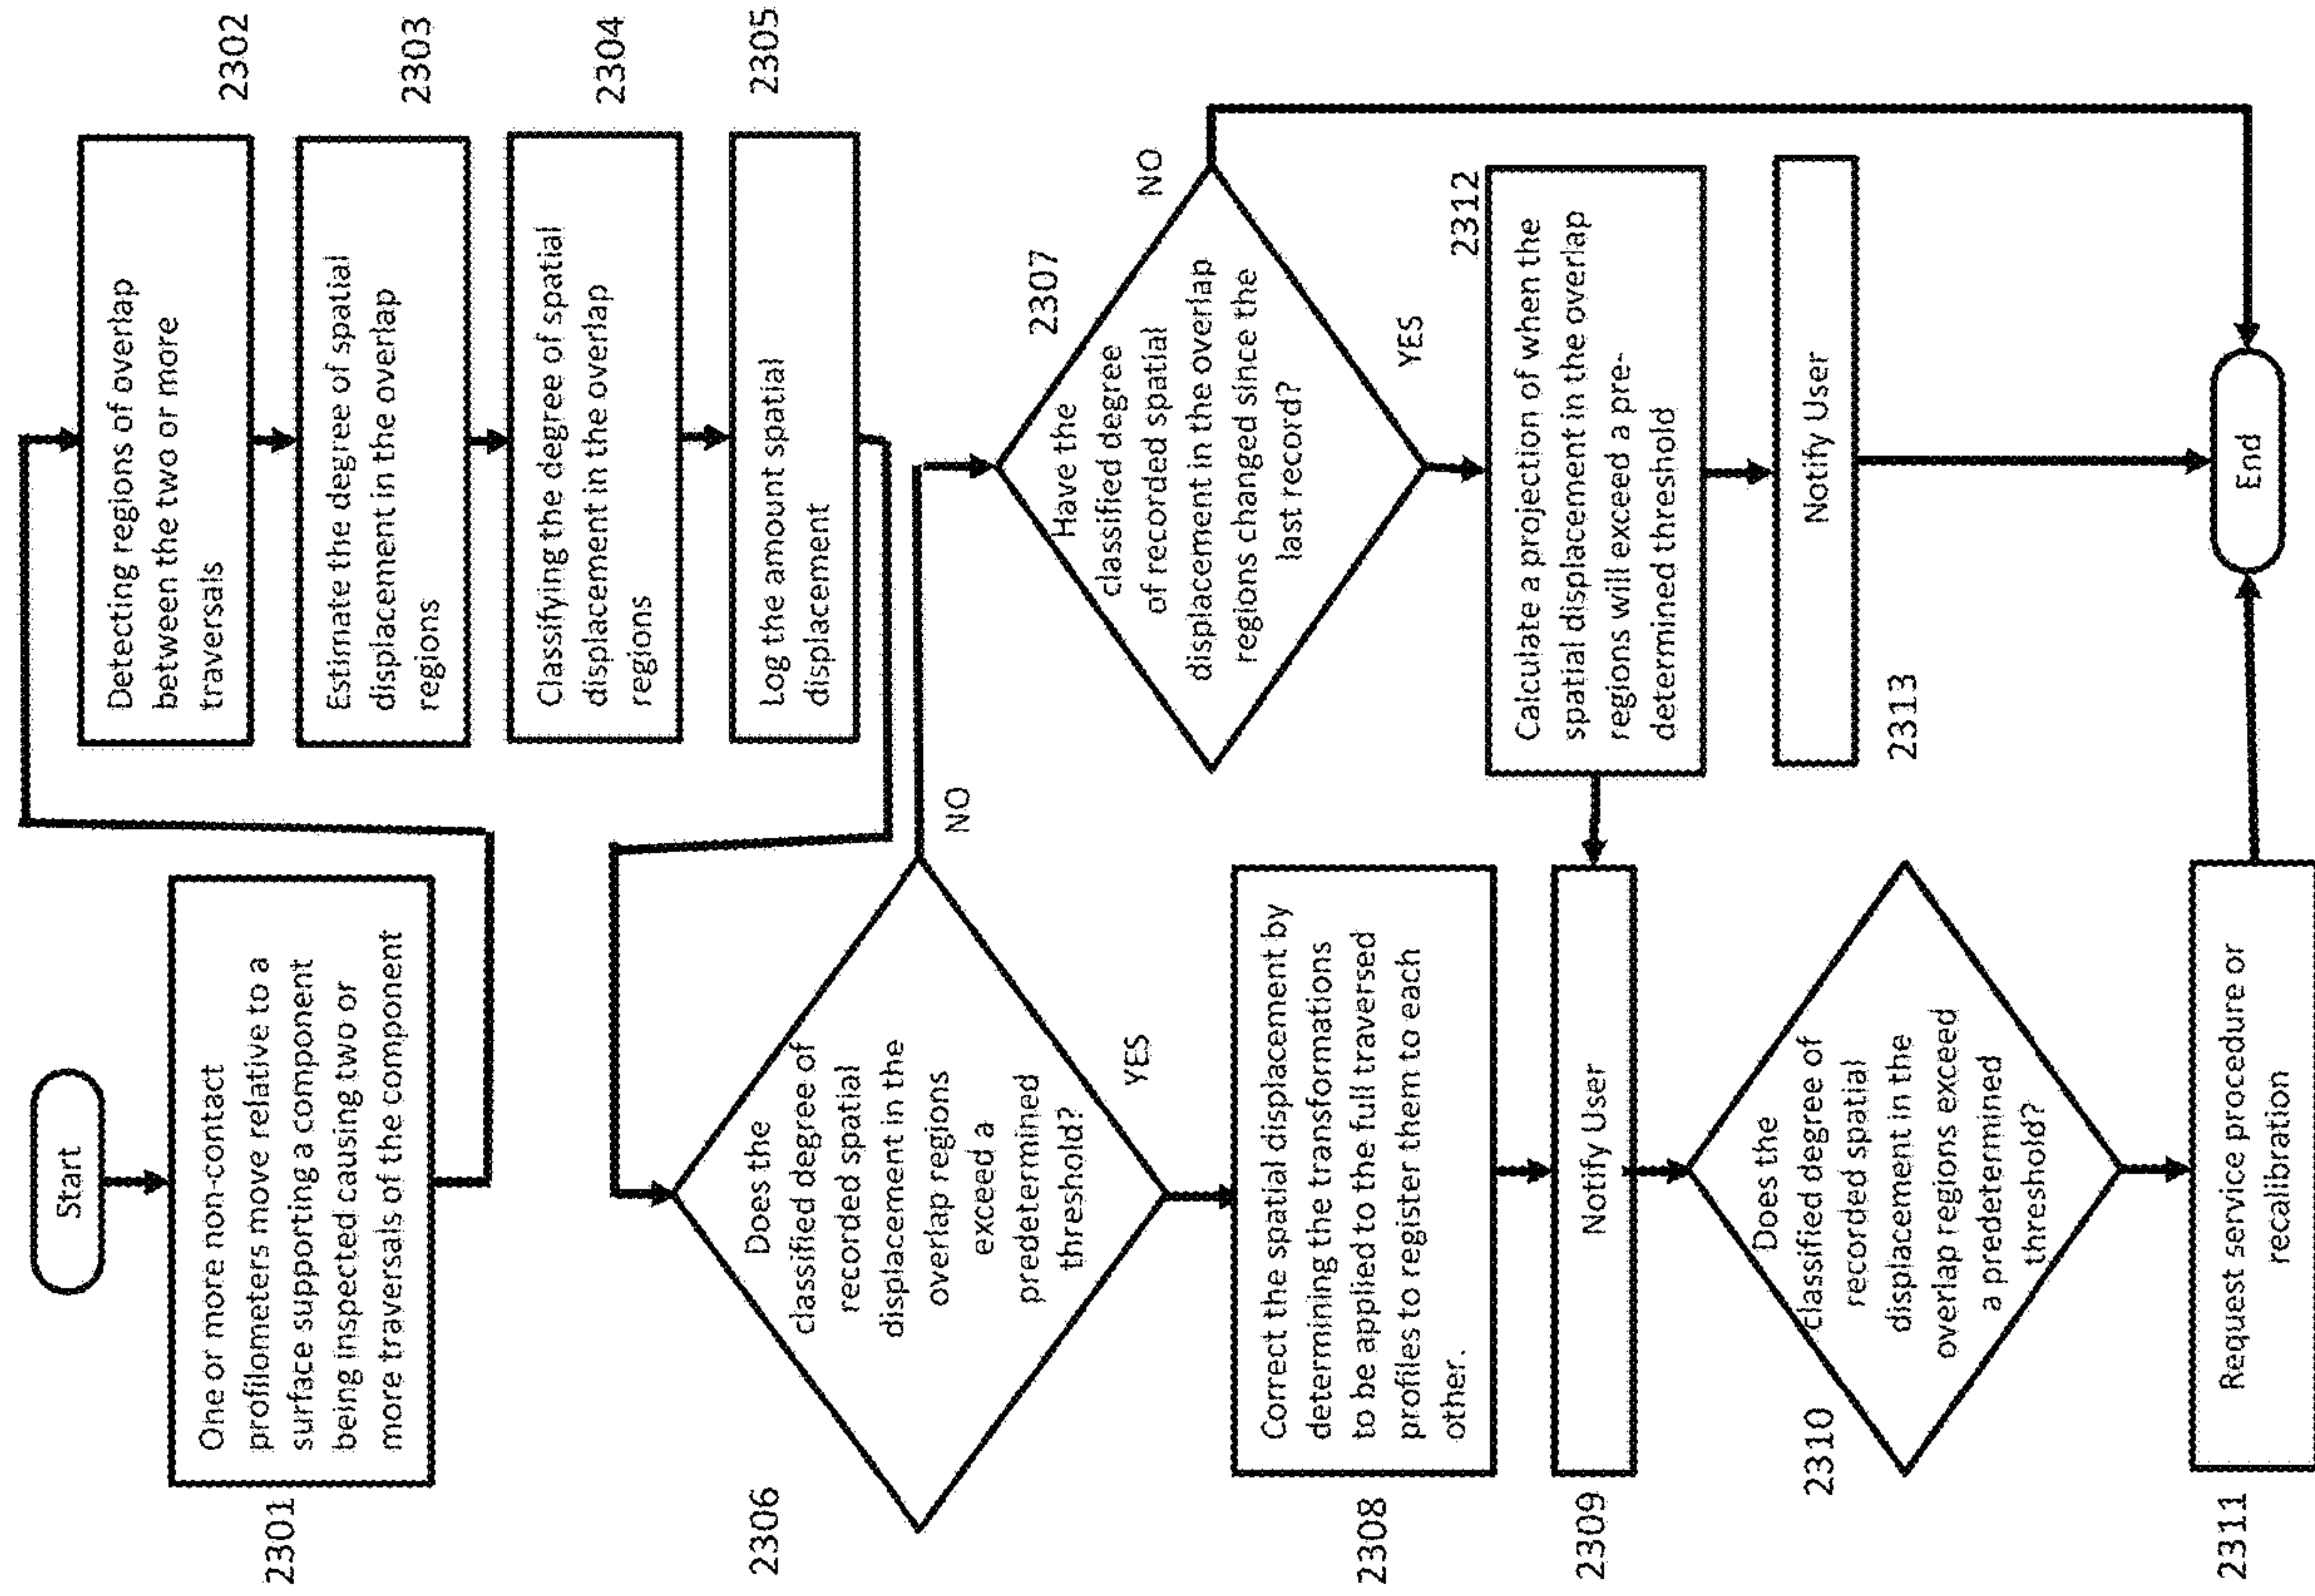 Start
2301
One or more non-contact
profilometers move relative to a
surface supporting a component
being inspected causing two or
more traversals of the component
2302
Detecting regions of overlap
between the two or more
traversals
2303
Estimate the degree of spatial
displacement in the overlap
regions
2304
Classifying the degree of spatial
displacement in the overlap
regions
2305
Log the amount spatial
displacement
2306
Does the
classified degree of
recorded spatial
displacement in the
overlap regions
exceed a
predetermined
threshold?
NO
YES
2307
Have the
classified degree
of recorded spatial
displacement in the overlap
regions changed since the
last record?
NO
YES
2308
Correct the spatial displacement by
determining the transformations
to be applied to the full traversed
profiles to register them to each
other.
2309
Notify User
2310
Does the
classified degree of
recorded spatial
displacement in the
overlap regions exceed
a predetermined
threshold?
2311
Request service procedure or
recalibration
2312
Calculate a projection of when the
spatial displacement in the overlap
regions will exceed a pre-
determined threshold
2313
Notify User
End